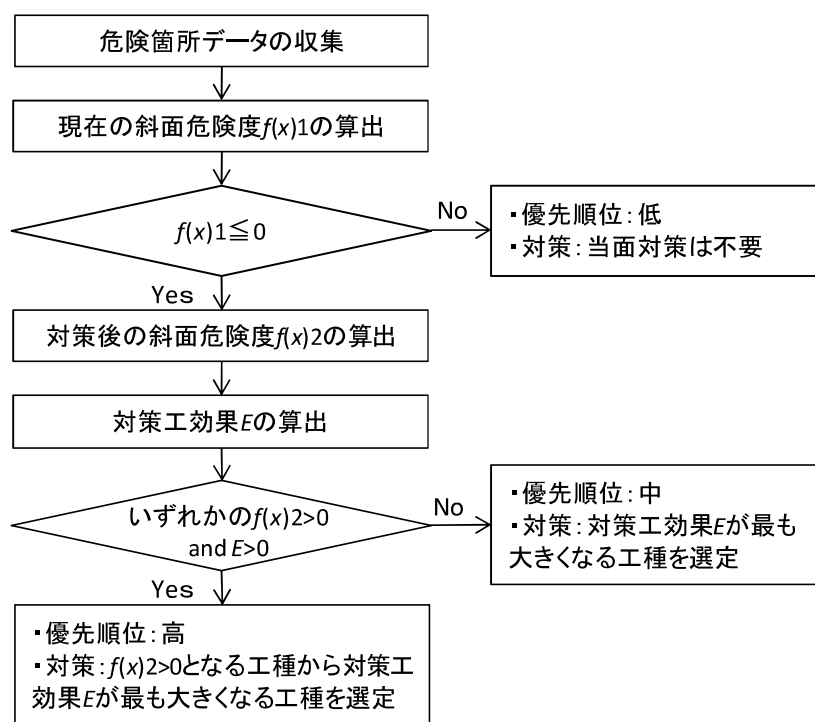 危険箇所データの収集
現在の斜面危険度f(x)1の算出
f(x)1≦0
No
・優先順位：低
・対策：当面対策は不要
Yes
対策後の斜面危険度f(x)2の算出
対策工効果Eの算出
いずれかのf(x)2>0
and E>0
No
・優先順位：中
・対策：対策工効果Eが最も
大きくなる工種を選定
Yes
・優先順位：高
・対策：f(x)2>0となる工種から対策工
効果Eが最も大きくなる工種を選定